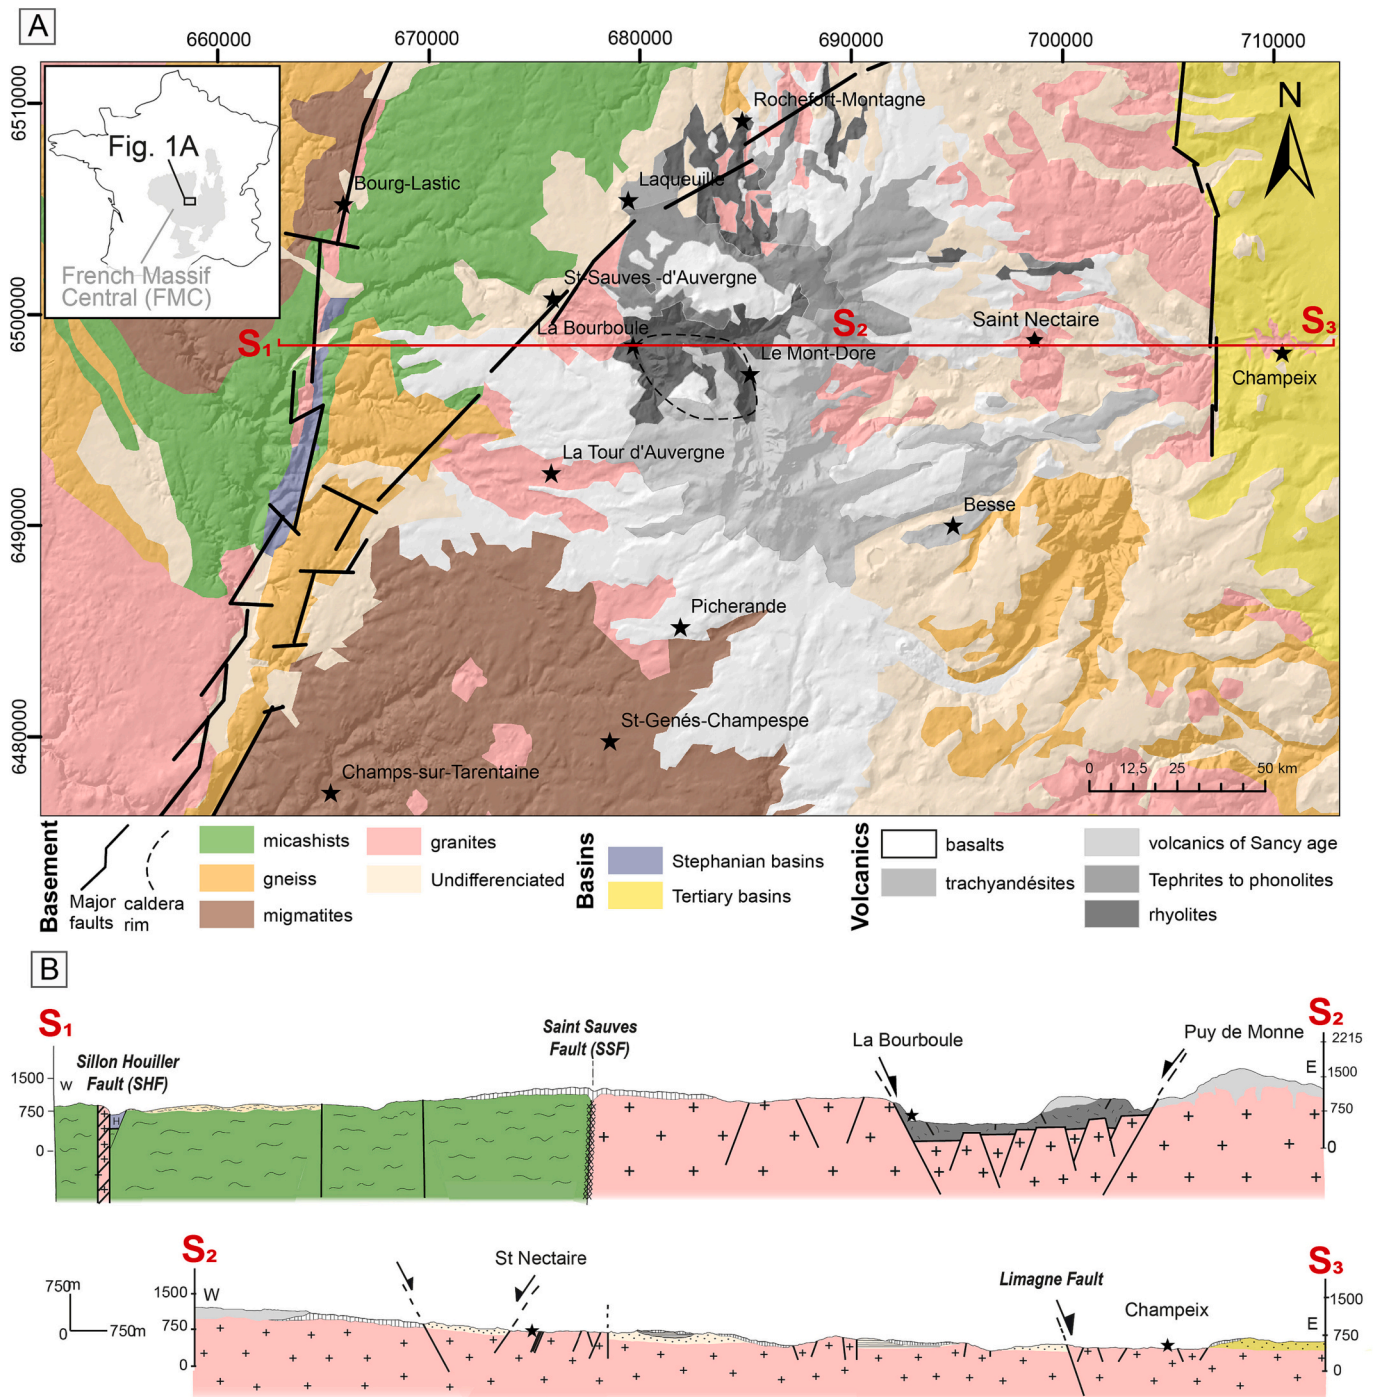 A
660000 670000 680000 690000 700000 710000
6510000
6500000
6490000
6480000
Fig. 1A
French Massif
Central (FMC)
N
Rochefort-Montagne
Bourg-Lastic
Laqueuille
St-Sauves -d'Auvergne
La Bourboule
S₁
S₂
S₃
Saint Nectaire
Le Mont-Dore
Champeix
La Tour d'Auvergne
Besse
Picherande
St-Genés-Champespe
Champs-sur-Tarentaine
0 12,5 25 50 km
Basement
Major
faults
caldera
rim
micashists
gneiss
migmatites
granites
Undifferenciated
Basins
Stephanian basins
Tertiary basins
Volcanics
basalts
trachyandésites
volcanics of Sancy age
Tephrites to phonolites
rhyolites
B
S₁
S₂
Sillon Houiller
Fault (SHF)
Saint Sauves
Fault (SSF)
La Bourboule
Puy de Monne
W
E
1500
750
0
H
2215
1500
750
0
S₂
S₃
750m
0
750m
W
1500
750
0
St Nectaire
Limagne Fault
Champeix
E
1500
750
0